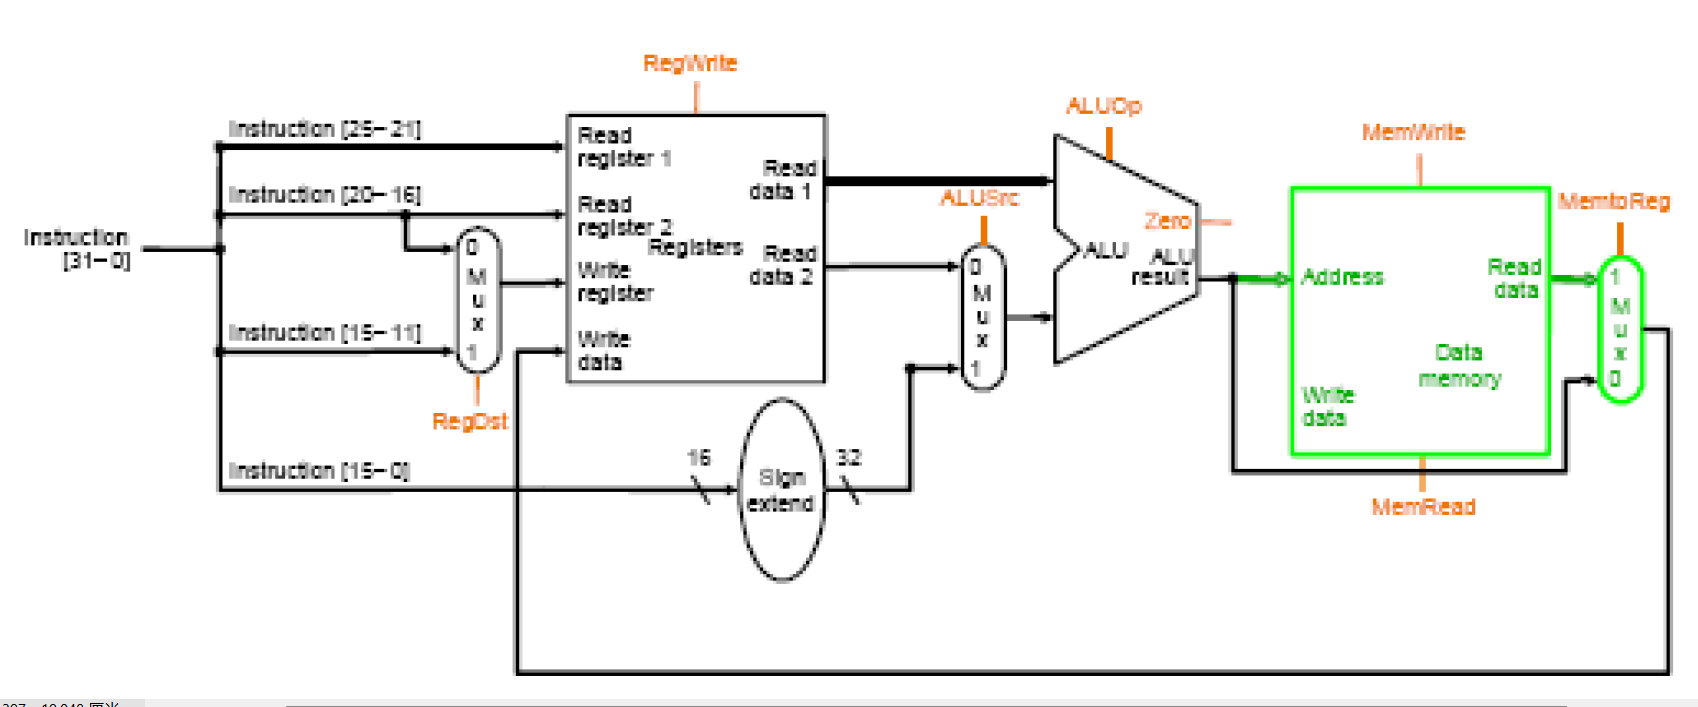 RegWrite
ALUOp
MemWrite
Instruction [25–21]
Read
register 1
Read
data 1
Instruction [20–16]
Read
register 2
ALUSrc
Zero
MemtoReg
Instruction
[31–0]
0
M
u
x
1
Registers
Read
data 2
0
M
u
x
1
ALU
ALU
result
Address
Read
data
1
M
u
x
0
Write
register
Instruction [15–11]
Write
data
Data
memory
Write
data
RegDst
Instruction [15–0]
16
Sign
extend
32
MemRead